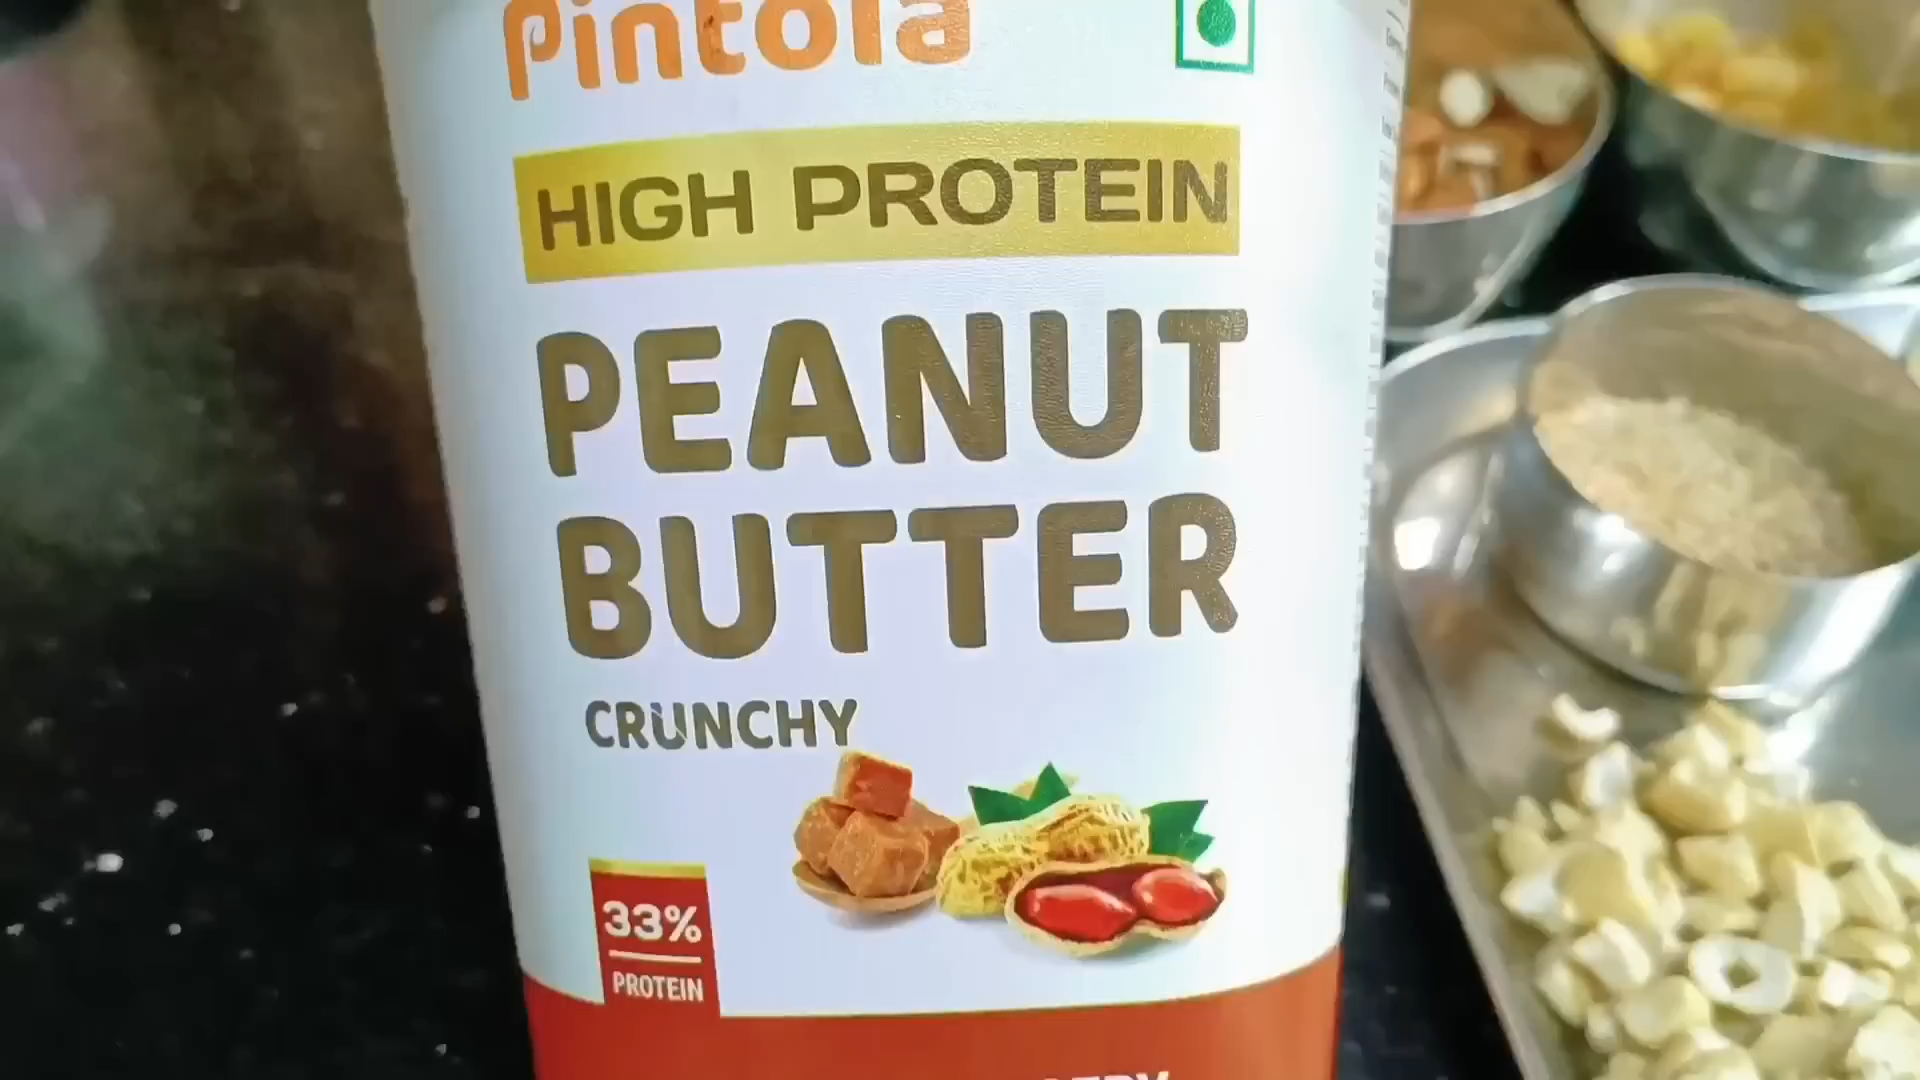 Pintola
HIGH PROTEIN
PEANUT
BUTTER
CRUNCHY
33%
PROTEIN